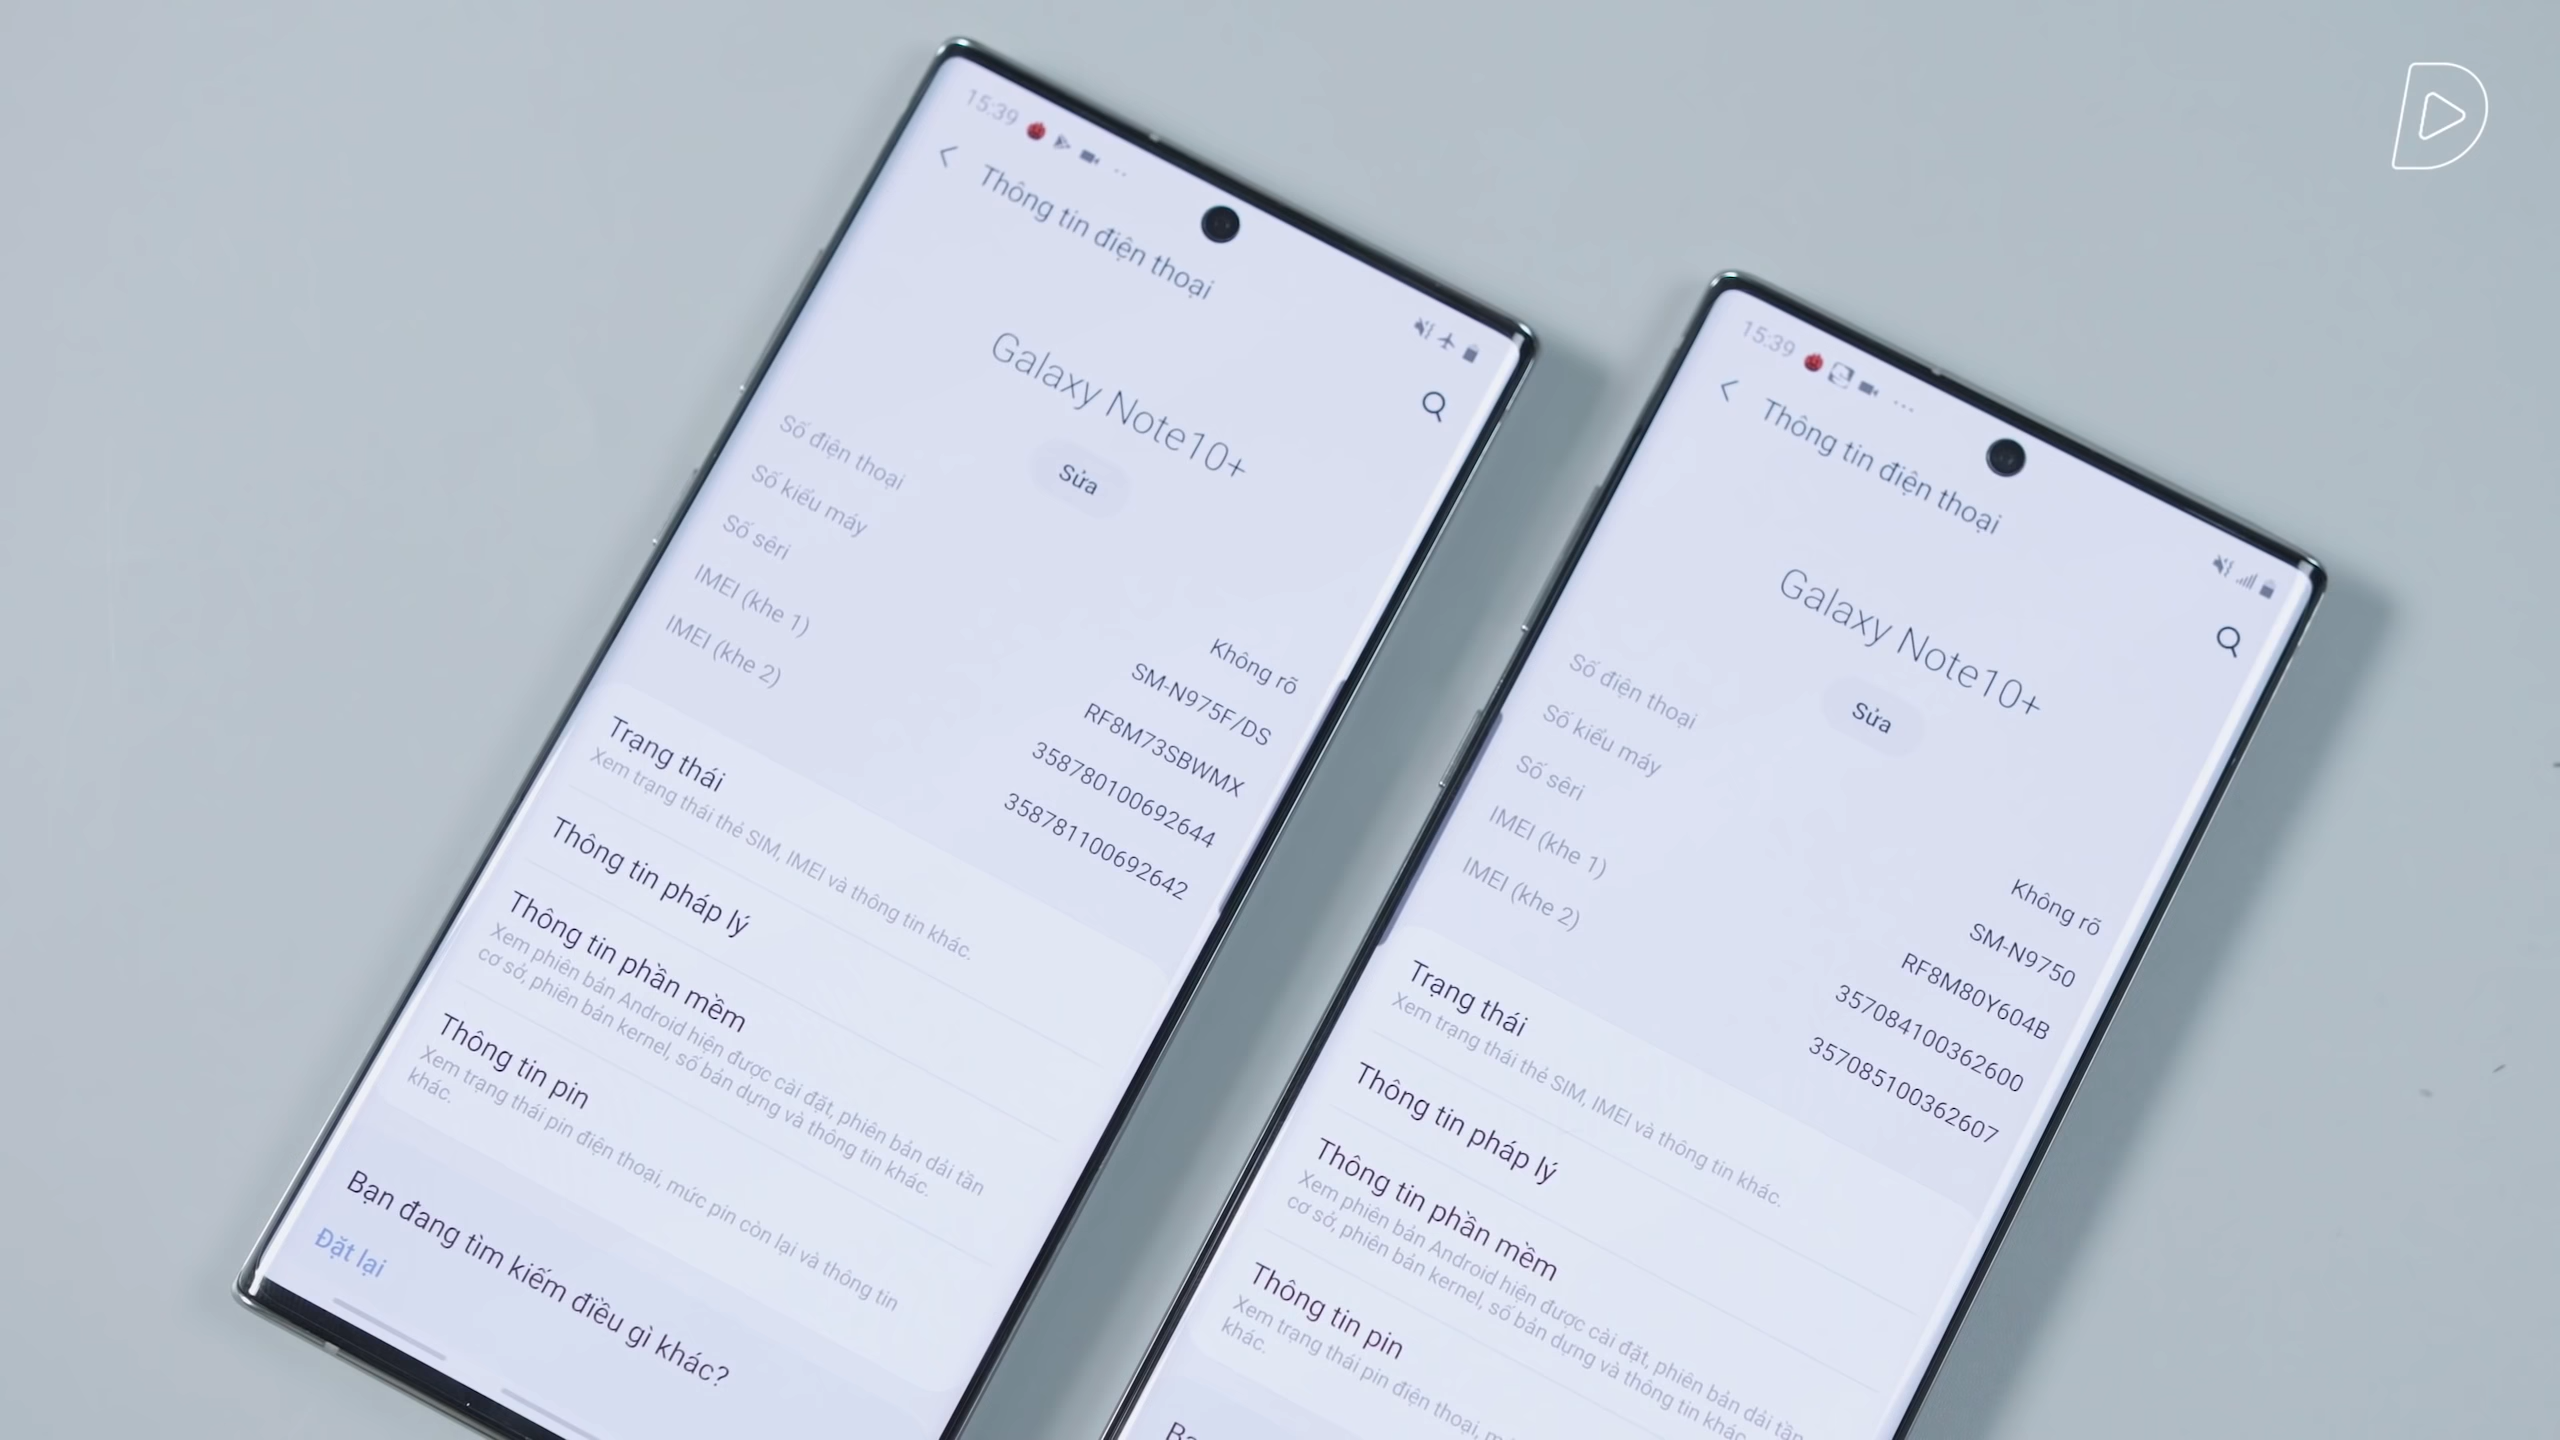 15:39
Thông tin điện thoại
Galaxy Note10+
Sửa
Số điện thoại
Không rõ
Số kiểu máy
SM-N975F/DS
Số sêri
RF8M73SBWMX
IMEI (khe 1)
358780100692644
IMEI (khe 2)
358781100692642
Trạng thái
Xem trạng thái thẻ SIM, IMEI và thông tin khác.
Thông tin pháp lý
Thông tin phần mềm
Xem phiên bản Android hiện được cài đặt, phiên bản dải tần
cơ sở, phiên bản kernel, số bản dựng và thông tin khác.
Thông tin pin
Xem trạng thái pin điện thoại, mức pin còn lại và thông tin
khác.
Bạn đang tìm kiếm điều gì khác?
Đặt lại
15:39
Thông tin điện thoại
Galaxy Note10+
Sửa
Số điện thoại
Không rõ
Số kiểu máy
SM-N9750
Số sêri
RF8M80Y604B
IMEI (khe 1)
357084100362600
IMEI (khe 2)
357085100362607
Trạng thái
Xem trạng thái thẻ SIM, IMEI và thông tin khác.
Thông tin pháp lý
Thông tin phần mềm
Xem phiên bản Android hiện được cài đặt, phiên bản dải tần
cơ sở, phiên bản kernel, số bản dựng và thông tin khác
Thông tin pin
Xem trạng thái pin điện thoại,
khác.